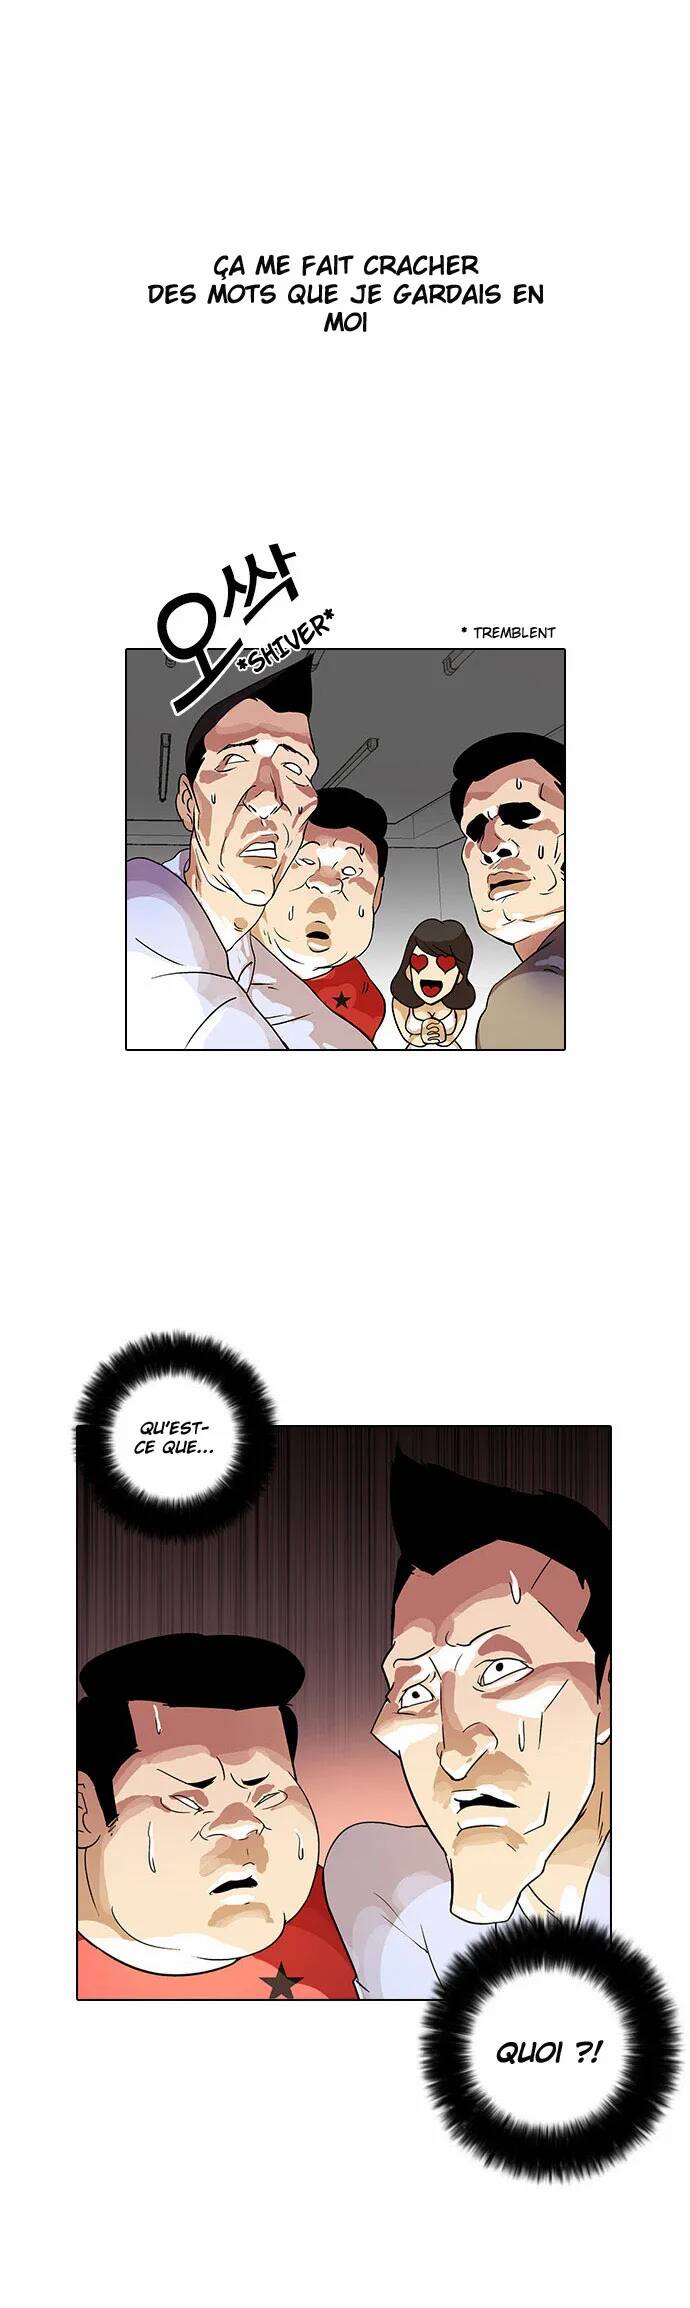 ÇA ME FAIT CRACHER
DES MOTS QUE JE GARDAIS EN
MOI
오싹
*SHIVER*
* TREMBLENT
QU'EST-
CE QUE...
QUOI ?!